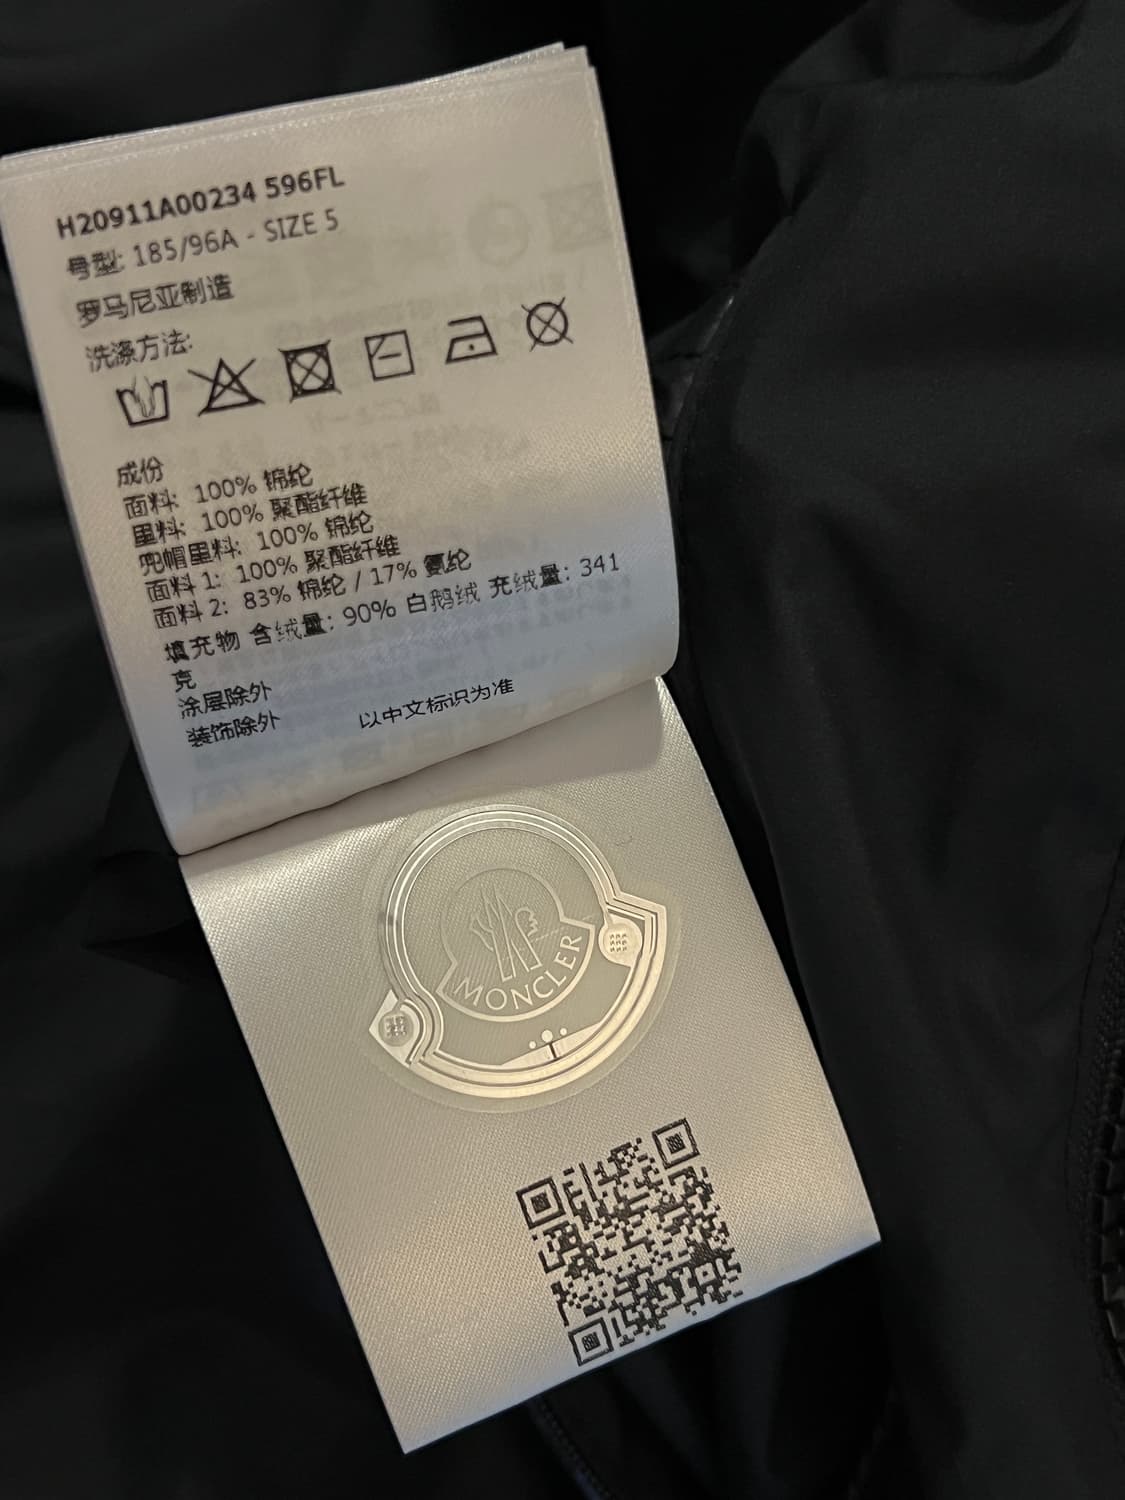 H20911A00234 596FL
号型: 185/96A - SIZE 5
罗马尼亚制造
洗涤方法:
成份
面料: 100% 锦纶
里料: 100% 聚酯纤维
兜帽里料: 100% 锦纶
面料 1: 100% 聚酯纤维
面料 2: 83% 锦纶 / 17% 氨纶
填充物 含绒量: 90% 白鹅绒 充绒量: 341
克
涂层除外
装饰除外 以中文标识为准
MONCLER